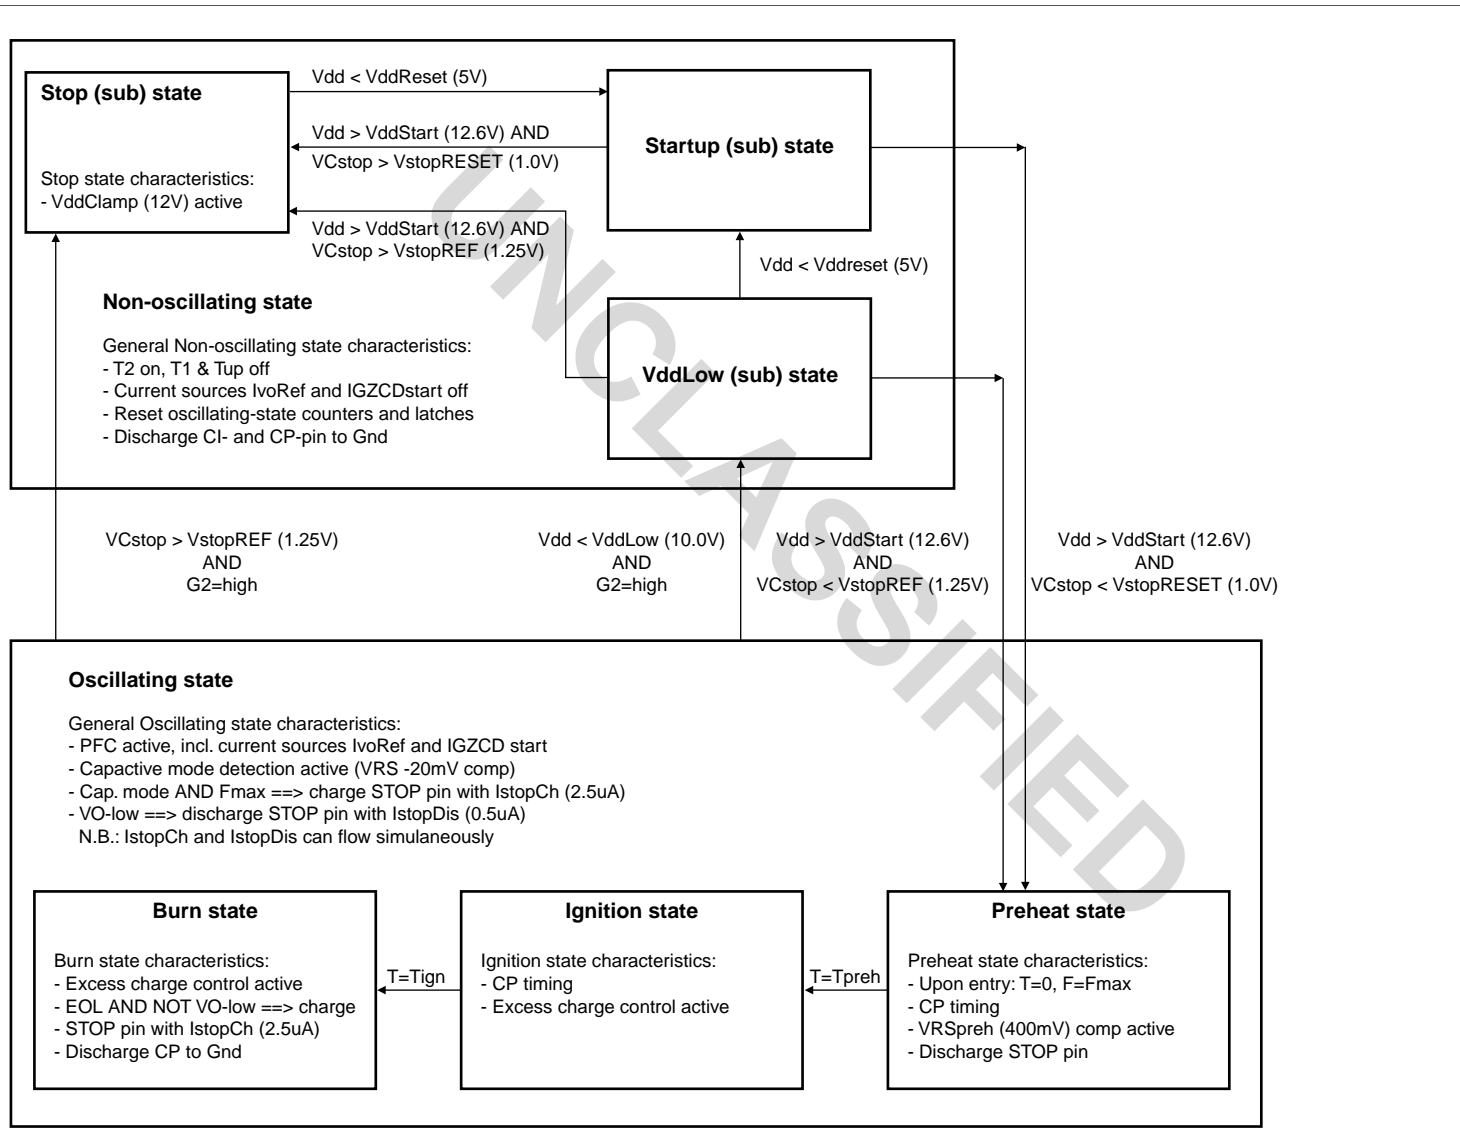 Stop (sub) state
Stop state characteristics:
- VddClamp (12V) active
Vdd < VddReset (5V)
Vdd > VddStart (12.6V) AND
VCstop > VstopRESET (1.0V)
Vdd > VddStart (12.6V) AND
VCstop > VstopREF (1.25V)
Startup (sub) state
Vdd < Vddreset (5V)
VddLow (sub) state
Non-oscillating state
General Non-oscillating state characteristics:
- T2 on, T1 & Tup off
- Current sources IvoRef and IGZCDstart off
- Reset oscillating-state counters and latches
- Discharge CI- and CP-pin to Gnd
VCstop > VstopREF (1.25V)
AND
G2=high
Vdd < VddLow (10.0V)
AND
G2=high
Vdd > VddStart (12.6V)
AND
VCstop < VstopREF (1.25V)
Vdd > VddStart (12.6V)
AND
VCstop < VstopRESET (1.0V)
Oscillating state
General Oscillating state characteristics:
- PFC active, incl. current sources IvoRef and IGZCD start
- Capactive mode detection active (VRS -20mV comp)
- Cap. mode AND Fmax ==> charge STOP pin with IstopCh (2.5uA)
- VO-low ==> discharge STOP pin with IstopDis (0.5uA)
N.B.: IstopCh and IstopDis can flow simulaneously
Burn state
Burn state characteristics:
- Excess charge control active
- EOL AND NOT VO-low ==> charge
- STOP pin with IstopCh (2.5uA)
- Discharge CP to Gnd
T=Tign
Ignition state
Ignition state characteristics:
- CP timing
- Excess charge control active
T=Tpreh
Preheat state
Preheat state characteristics:
- Upon entry: T=0, F=Fmax
- CP timing
- VRSpreh (400mV) comp active
- Discharge STOP pin
UNCLASSIFIED